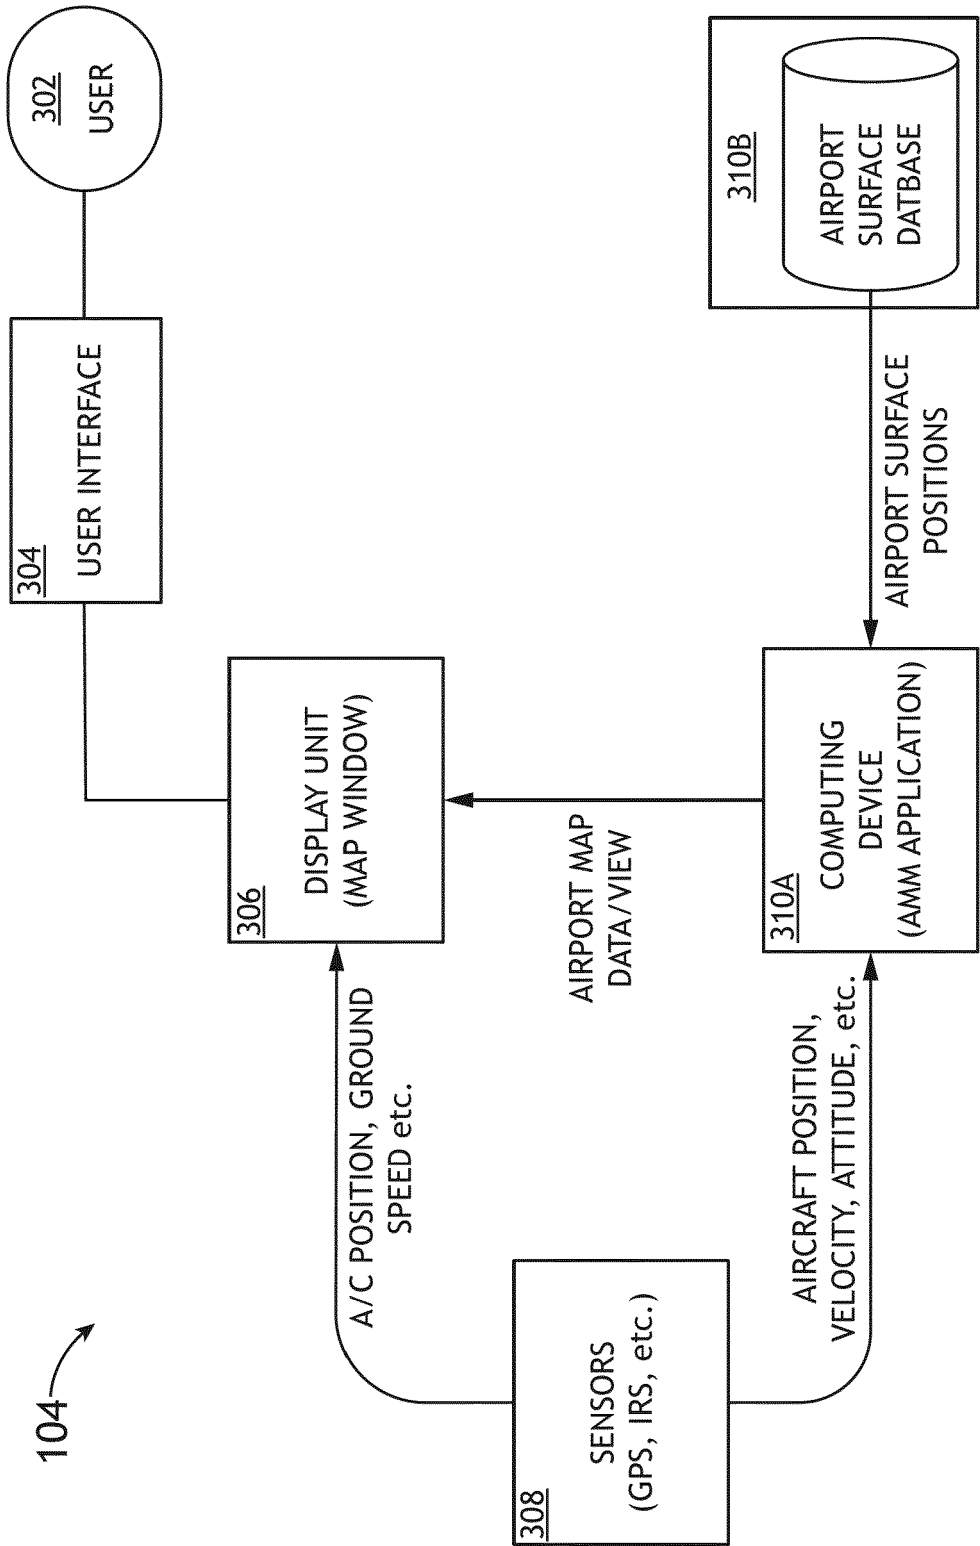 104
308
SENSORS
(GPS, IRS, etc.)
A/C POSITION, GROUND
SPEED etc.
AIRCRAFT POSITION,
VELOCITY, ATTITUDE, etc.
306
DISPLAY UNIT
(MAP WINDOW)
AIRPORT MAP
DATA/VIEW
310A
COMPUTING
DEVICE
(AMM APPLICATION)
304
USER INTERFACE
302
USER
AIRPORT SURFACE
POSITIONS
310B
AIRPORT
SURFACE
DATBASE